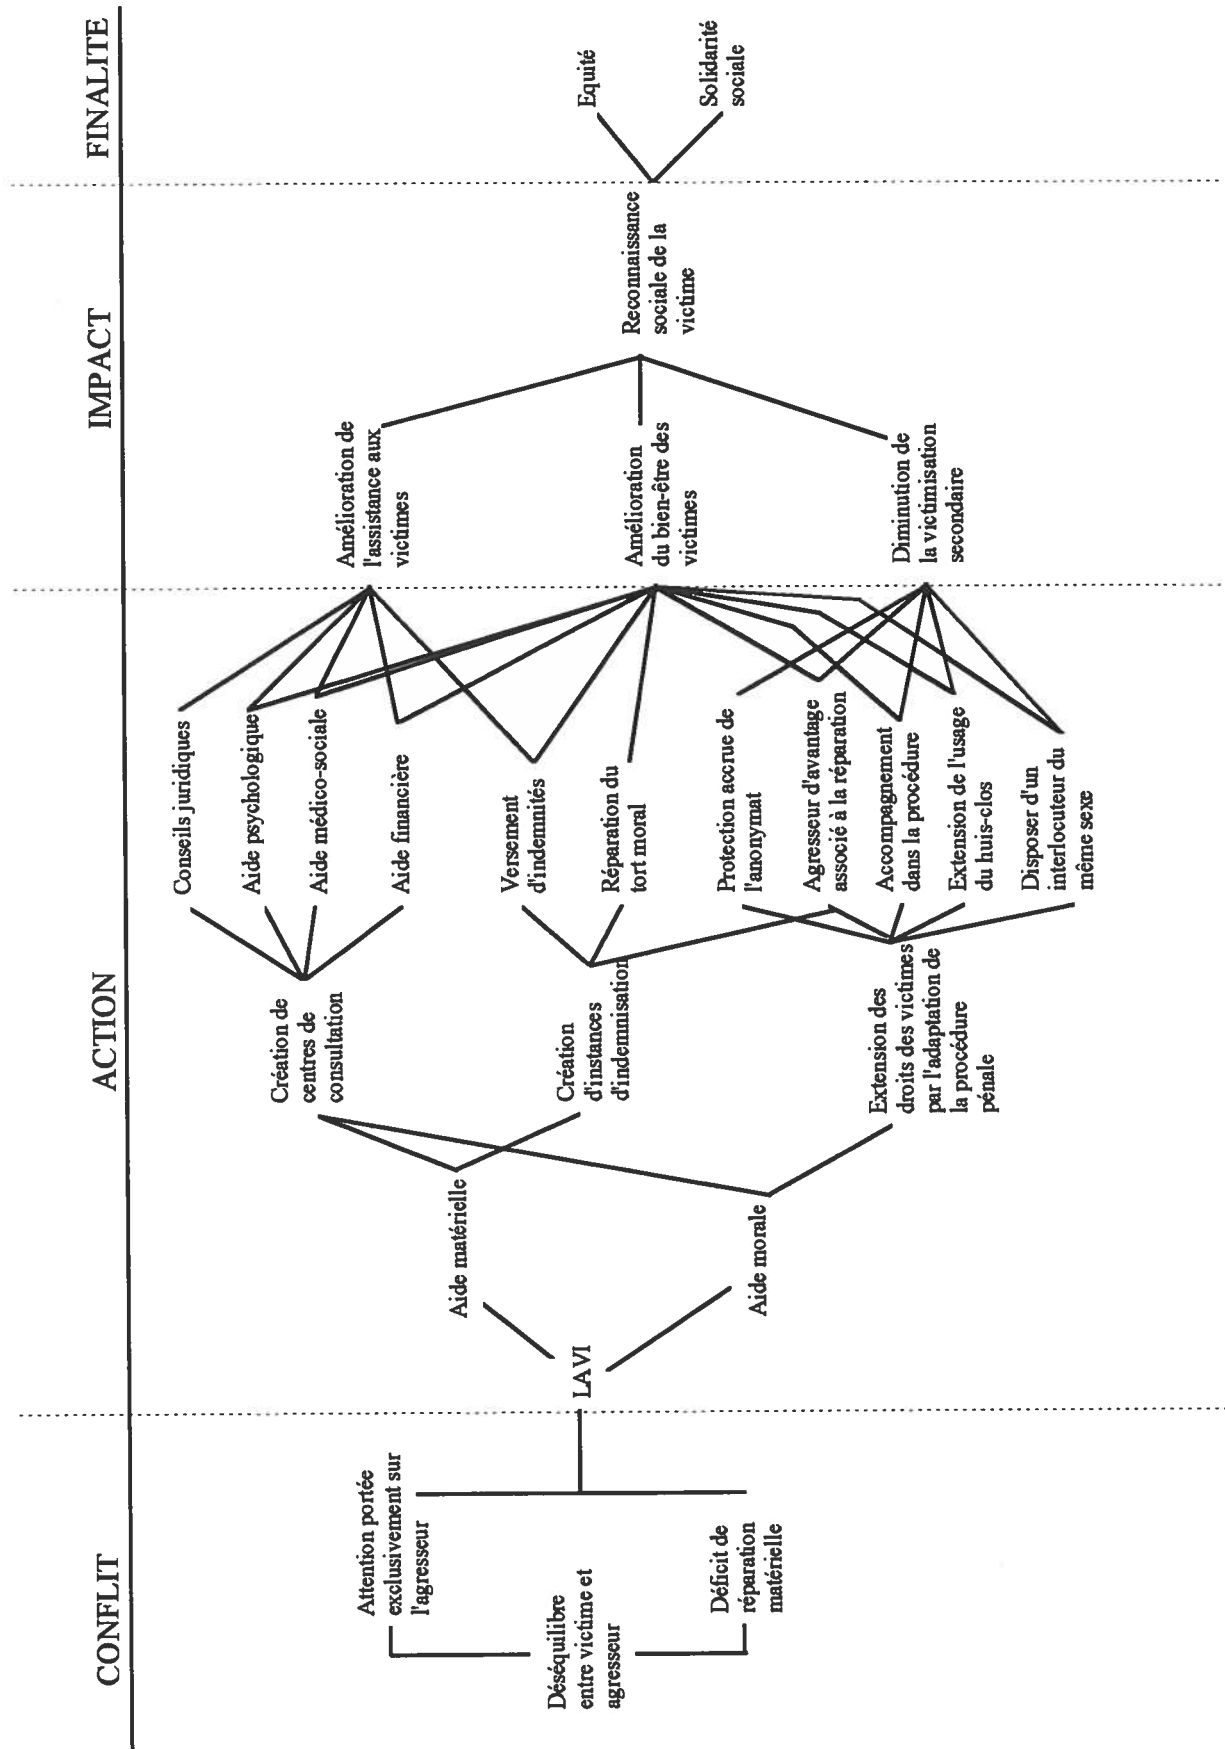 CONFLIT
ACTION
IMPACT
FINALITE
Déséquilibre
entre victime et
agresseur
Attention portée
exclusivement sur
l'agresseur
Déficit de
réparation
matérielle
LAVI
Aide matérielle
Aide morale
Création de
centres de
consultation
Création
d'instances
d'indemnisation
Extension des
droits des victimes
par l'adaptation de
la procédure
pénale
Conseils juridiques
Aide psychologique
Aide médico-sociale
Aide financière
Versement
d'indemnités
Réparation du
tort moral
Protection accrue de
l'anonymat
Agresseur d'avantage
associé à la réparation
Accompagnement
dans la procédure
Extension de l'usage
du huis-clos
Disposer d'un
interlocuteur du
même sexe
Amélioration de
l'assistance aux
victimes
Amélioration
du bien-être des
victimes
Diminution de
la victimisation
secondaire
Reconnaissance
sociale de la
victime
Equité
Solidarité
sociale